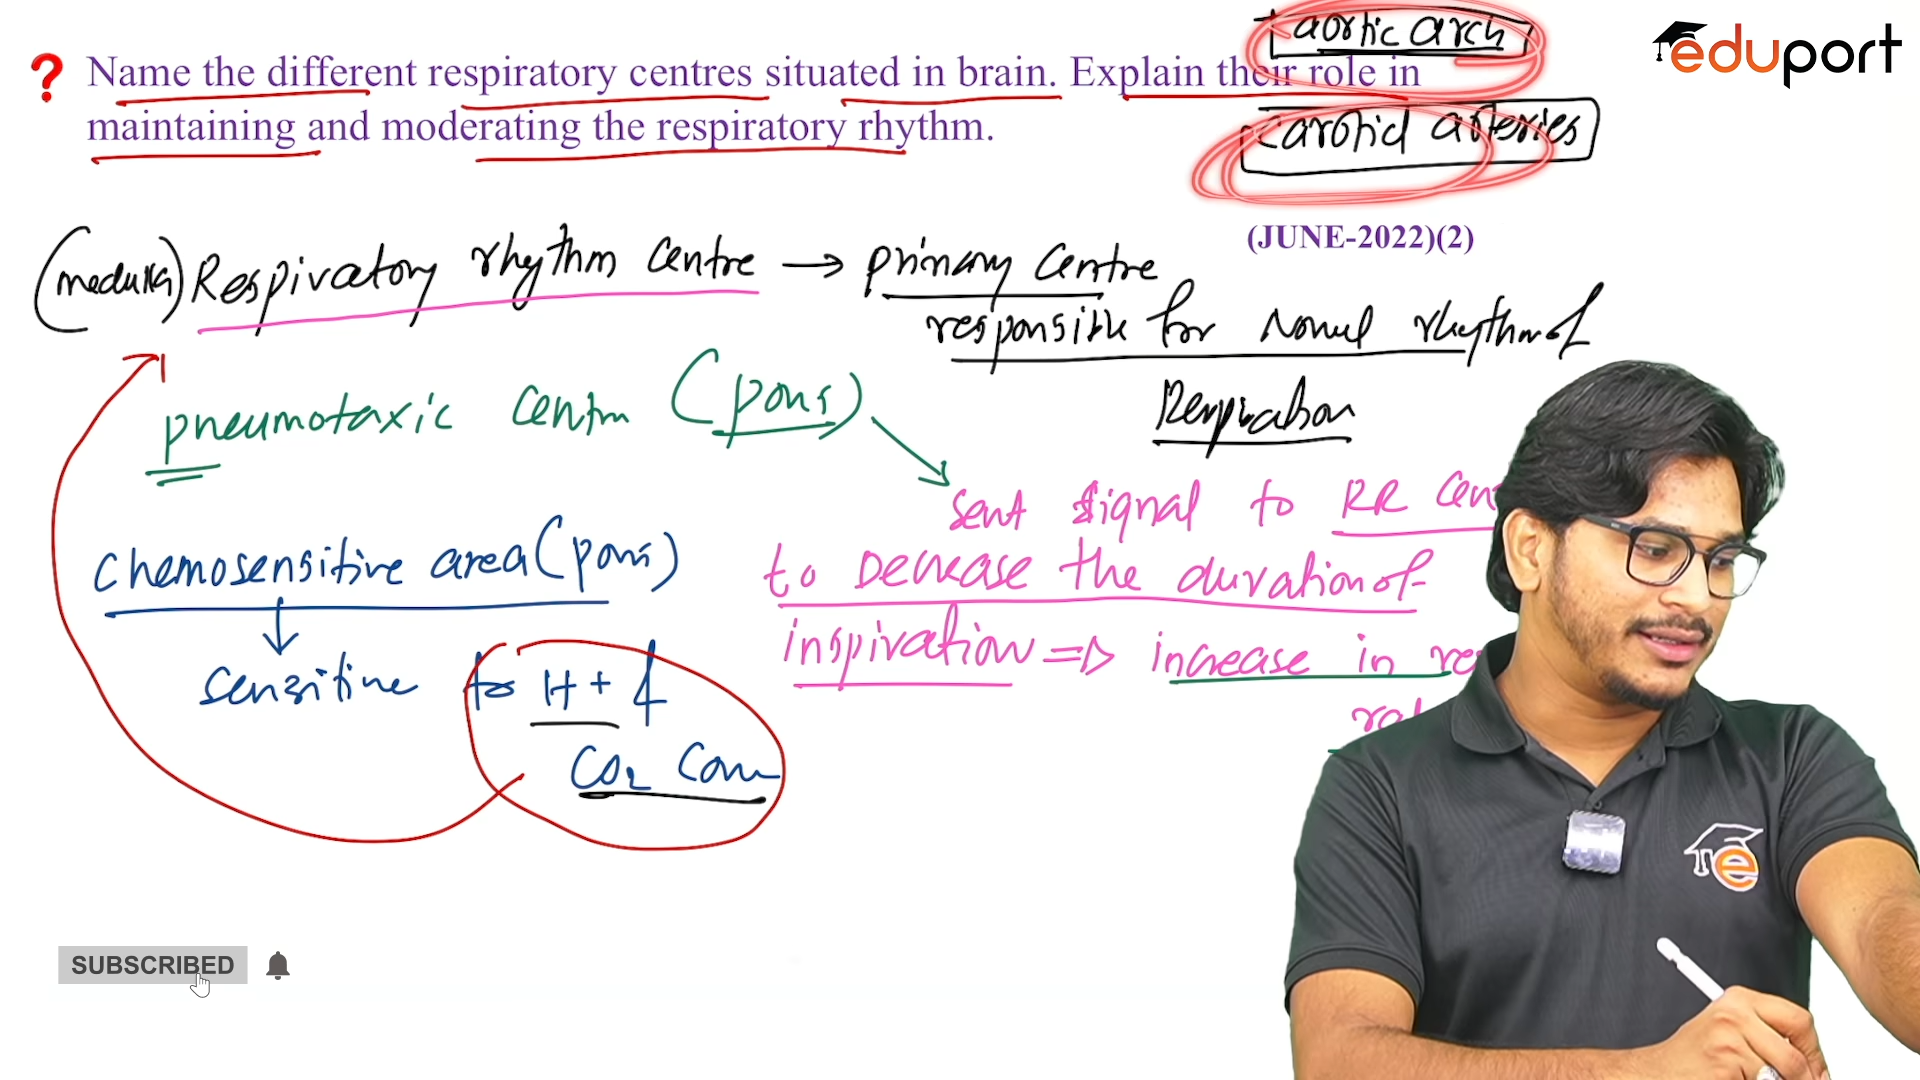 aortic arch
eduport
? Name the different respiratory centres situated in brain. Explain their role in
maintaining and moderating the respiratory rhythm.
carotid arteries
(JUNE-2022)(2)
(medulla) Respiratory rhythm centre → primary centre
responsible for rhythm of
Respiration
pneumotaxic (pons)
sent signal to RR Cen
chemosensitive area (pons)
to Decrease the duration of
inspiration ⇒ increase in re
sensitive to H+ &
CO2
SUBSCRIBED